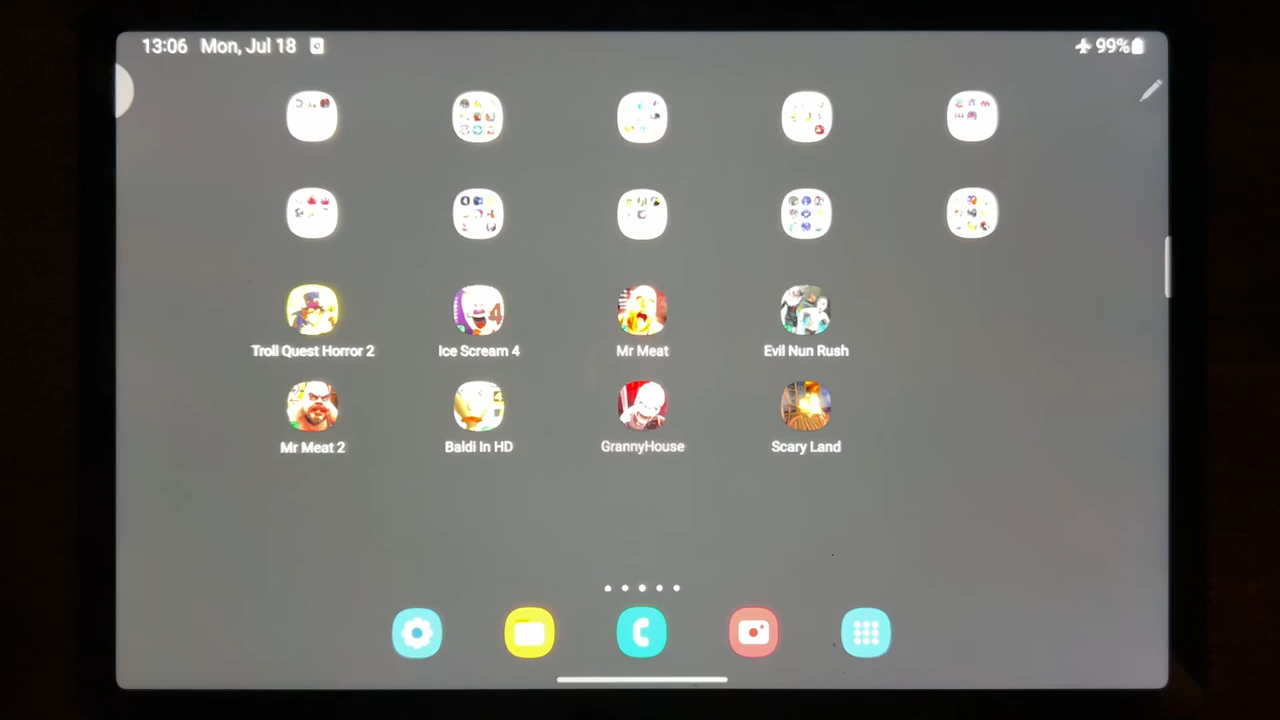 13:06 Mon, Jul 18 99%
Troll Quest Horror 2 Ice Scream 4 Mr Meat Evil Nun Rush
Mr Meat 2 Baldi In HD GrannyHouse Scary Land